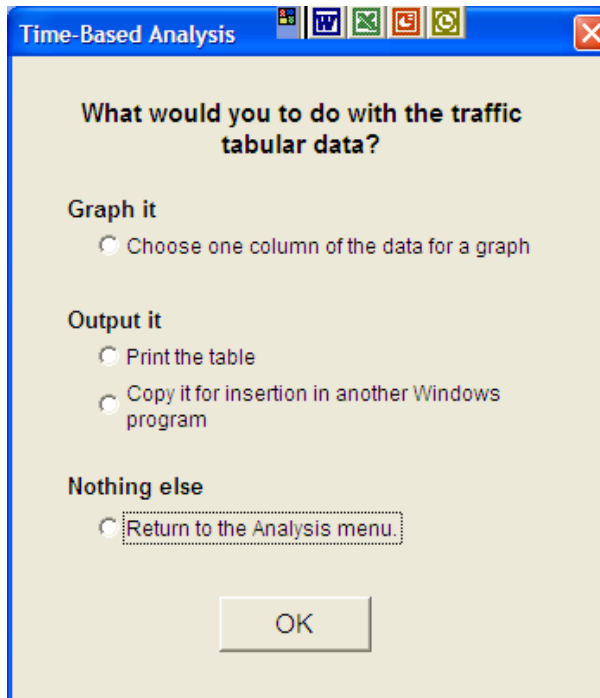 Time-Based Analysis
What would you to do with the traffic
tabular data?
Graph it
Choose one column of the data for a graph
Output it
Print the table
Copy it for insertion in another Windows
program
Nothing else
Return to the Analysis menu.
OK